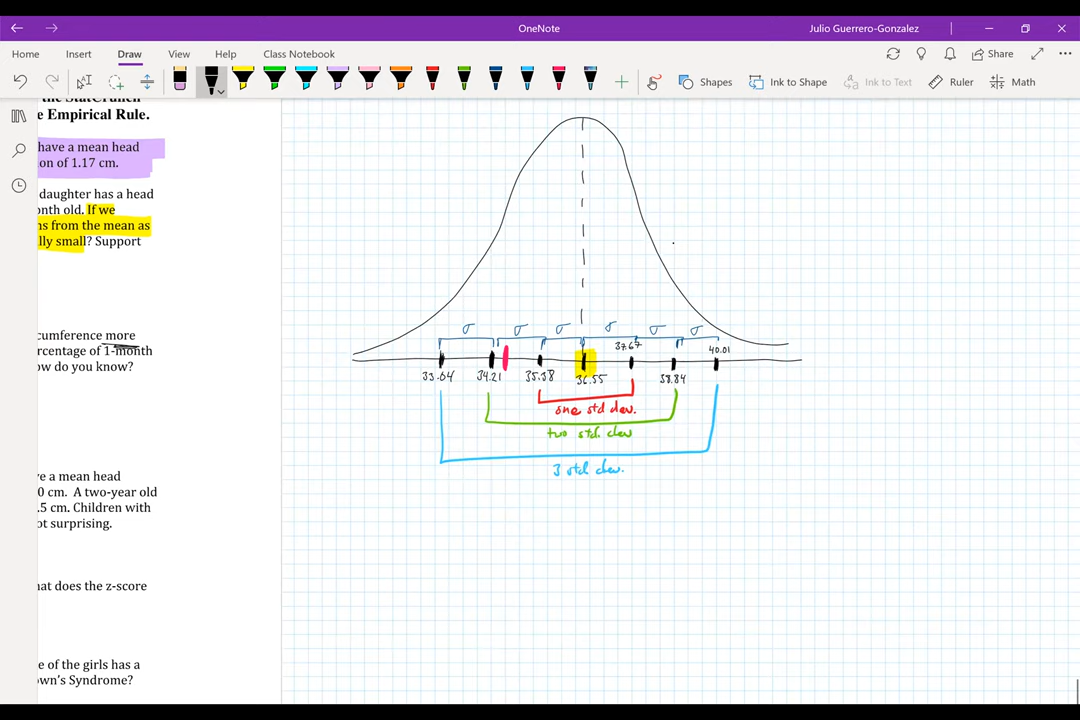 OneNote
Julio Guerrero-Gonzalez
Home Insert Draw View Help Class Notebook
Share
Shapes Ink to Shape Ink to Text Ruler Math
the StatCrunch
e Empirical Rule.
have a mean head
ion of 1.17 cm.
daughter has a head
onth old. If we
ns from the mean as
lly small? Support
cumference more
rcentage of 1-month
ow do you know?
ve a mean head
0 cm. A two-year old
.5 cm. Children with
ot surprising.
hat does the z-score
e of the girls has a
own's Syndrome?
σ σ σ σ σ σ
37.67 40.01
33.04 34.21 35.38 36.55 38.84
one std dev.
two std. dev
3 std dev.